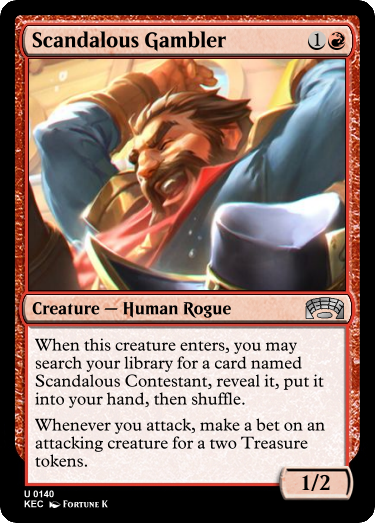 Scandalous Gambler 1
Creature — Human Rogue
When this creature enters, you may
search your library for a card named
Scandalous Contestant, reveal it, put it
into your hand, then shuffle.
Whenever you attack, make a bet on an
attacking creature for a two Treasure
tokens.
1/2
U 0140
KEC Fortune K